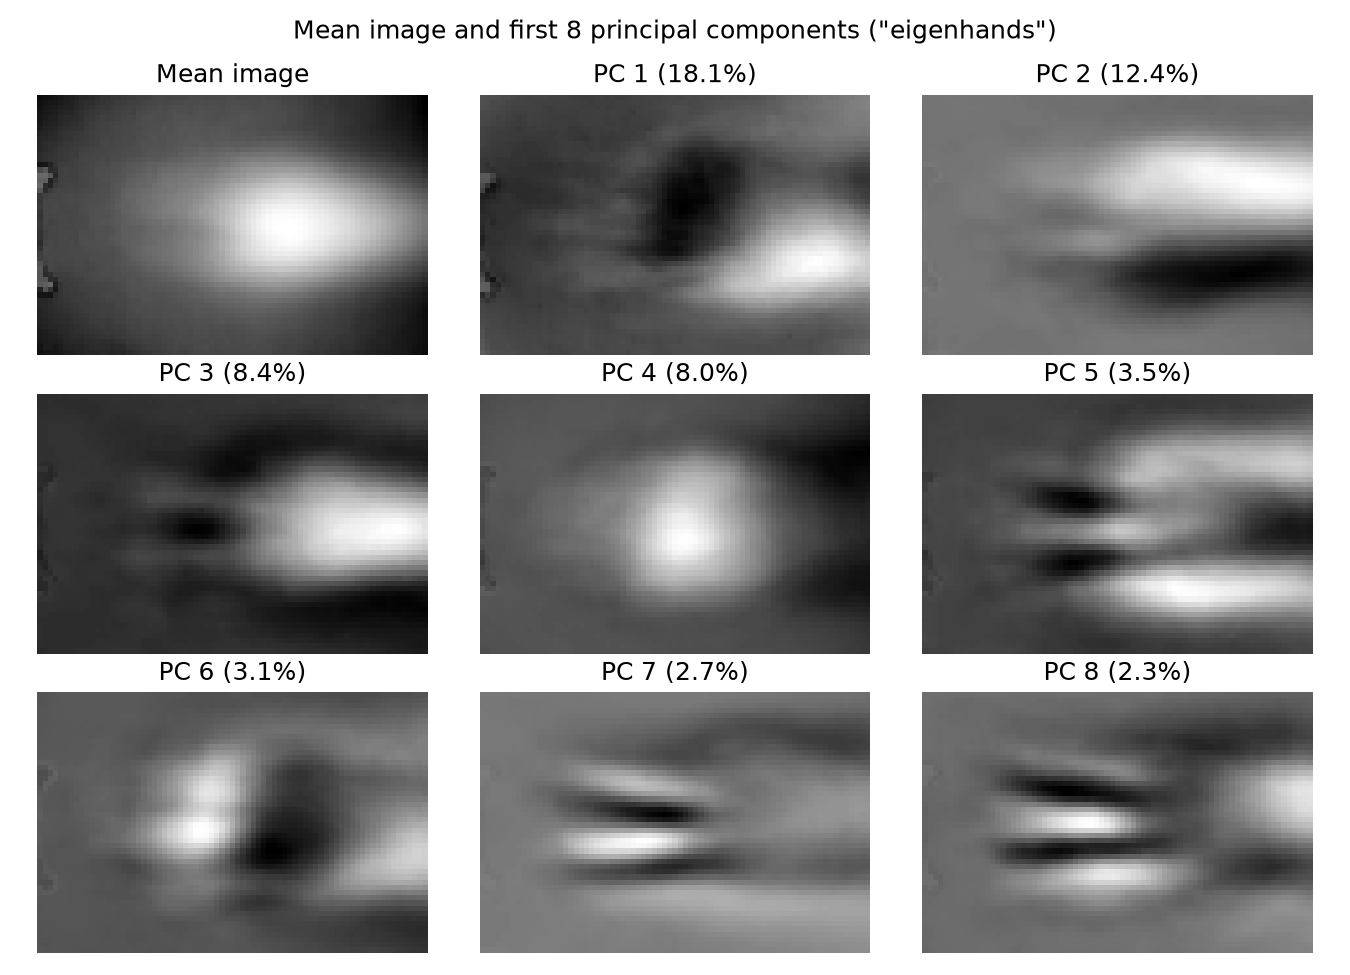 Mean image and first 8 principal components ("eigenhands")
Mean image
PC 1 (18.1%)
PC 2 (12.4%)
PC 3 (8.4%)
PC 4 (8.0%)
PC 5 (3.5%)
PC 6 (3.1%)
PC 7 (2.7%)
PC 8 (2.3%)